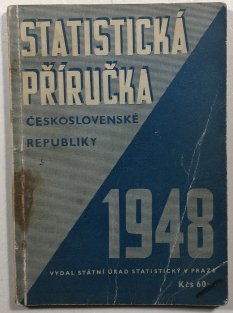 STATISTICKÁ
PŘÍRUČKA
ČESKOSLOVENSKÉ
REPUBLIKY
1948
VYDAL STÁTNÍ ÚŘAD STATISTICKÝ V PRAZE
Kčs 60·-